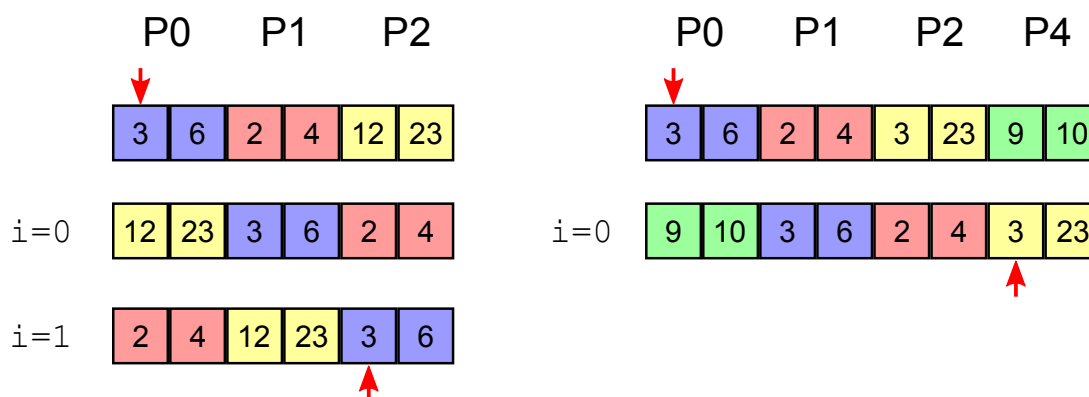 P0 P1 P2
3 6 2 4 12 23
i=0 12 23 3 6 2 4
i=1 2 4 12 23 3 6
P0 P1 P2 P4
3 6 2 4 3 23 9 10
i=0 9 10 3 6 2 4 3 23